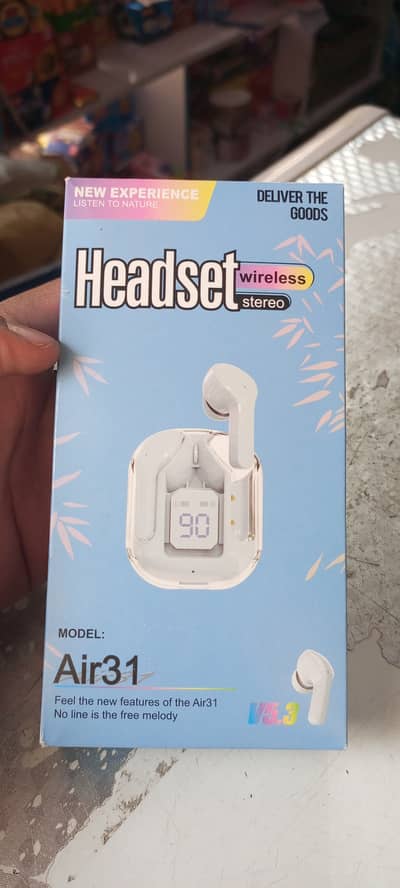 NEW EXPERIENCE
LISTEN TO NATURE
DELIVER THE
GOODS
Headset
wireless
stereo
90
MODEL:
Air31
Feel the new features of the Air31
No line is the free melody
V5.3